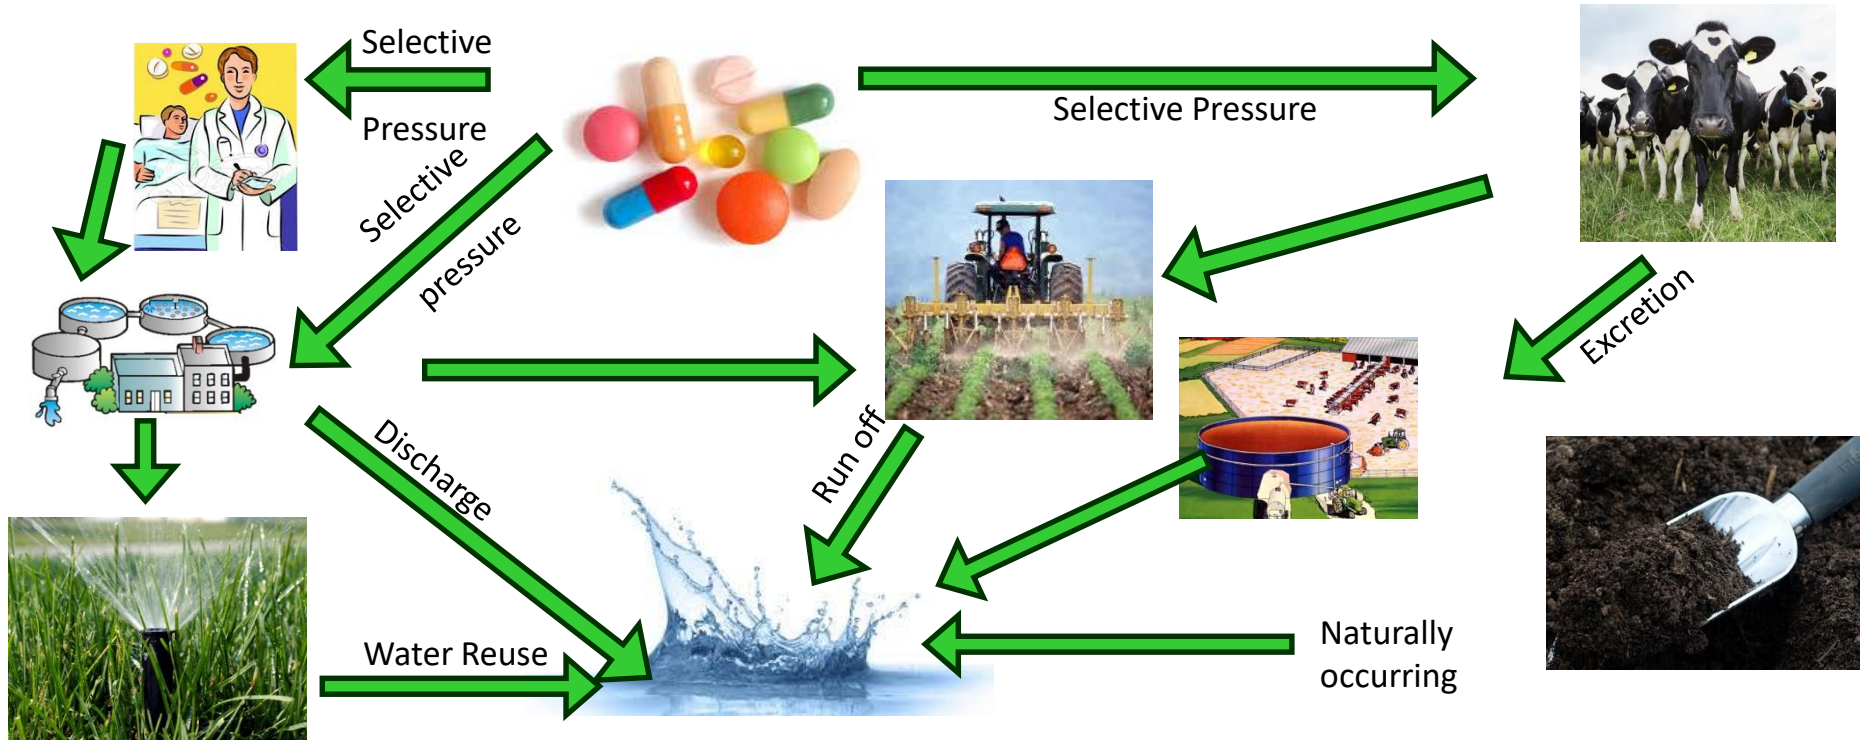 Selective
Pressure
Selective Pressure
Selective
pressure
Excretion
Run off
Discharge
Water Reuse
Naturally
occurring